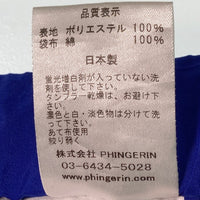 品質表示
表地 ポリエステル 100%
袋布 綿 100%
日本製
蛍光増白剤が入っていない洗
剤を使して下さい。
タンブラー乾燥は、お避け下
さい。
濃色と白・淡色物は分けて洗
って下さい。
あて布使用
絞り弱く
株式会社 PHINGERIN
03-6434-5028
www.phingerin.com